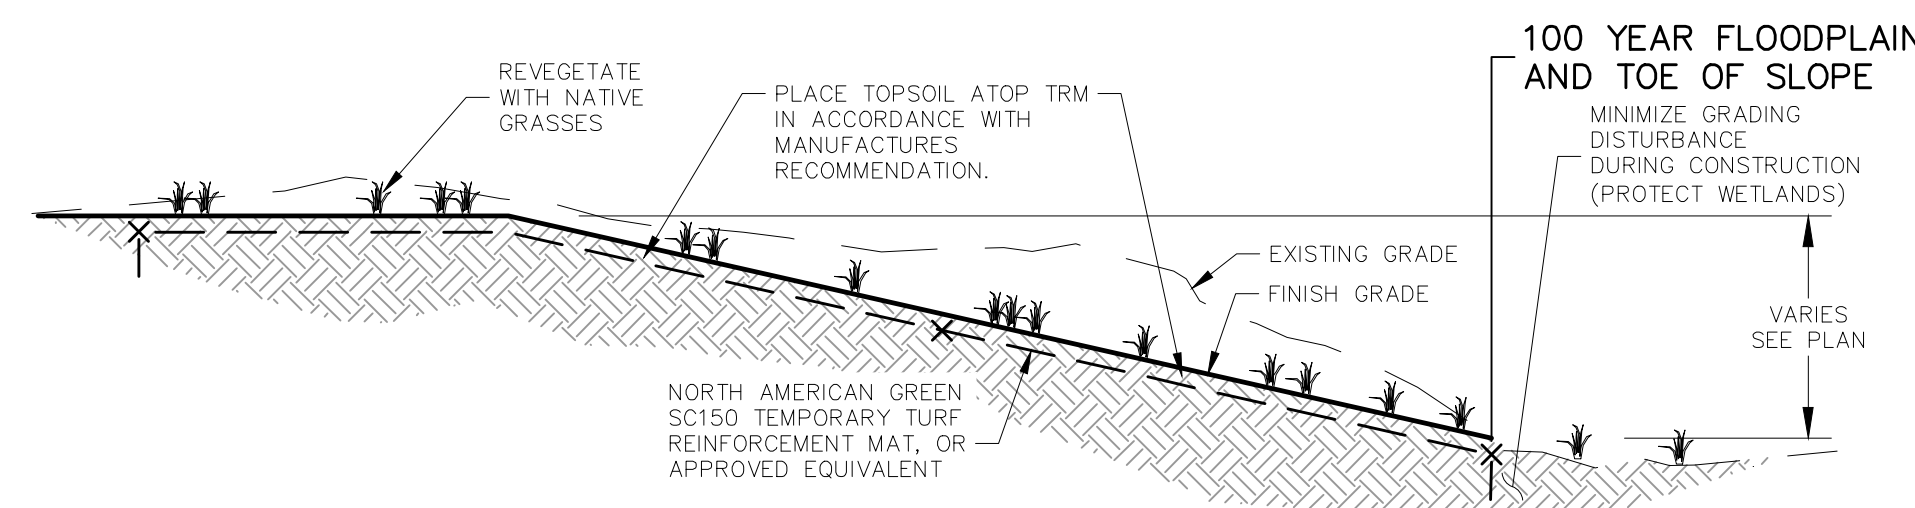 REVEGETATE
WITH NATIVE
GRASSES
PLACE TOPSOIL ATOP TRM
IN ACCORDANCE WITH
MANUFACTURES
RECOMMENDATION.
100 YEAR FLOODPLAIN
AND TOE OF SLOPE
MINIMIZE GRADING
DISTURBANCE
DURING CONSTRUCTION
(PROTECT WETLANDS)
EXISTING GRADE
FINISH GRADE
VARIES
SEE PLAN
NORTH AMERICAN GREEN
SC150 TEMPORARY TURF
REINFORCEMENT MAT, OR
APPROVED EQUIVALENT